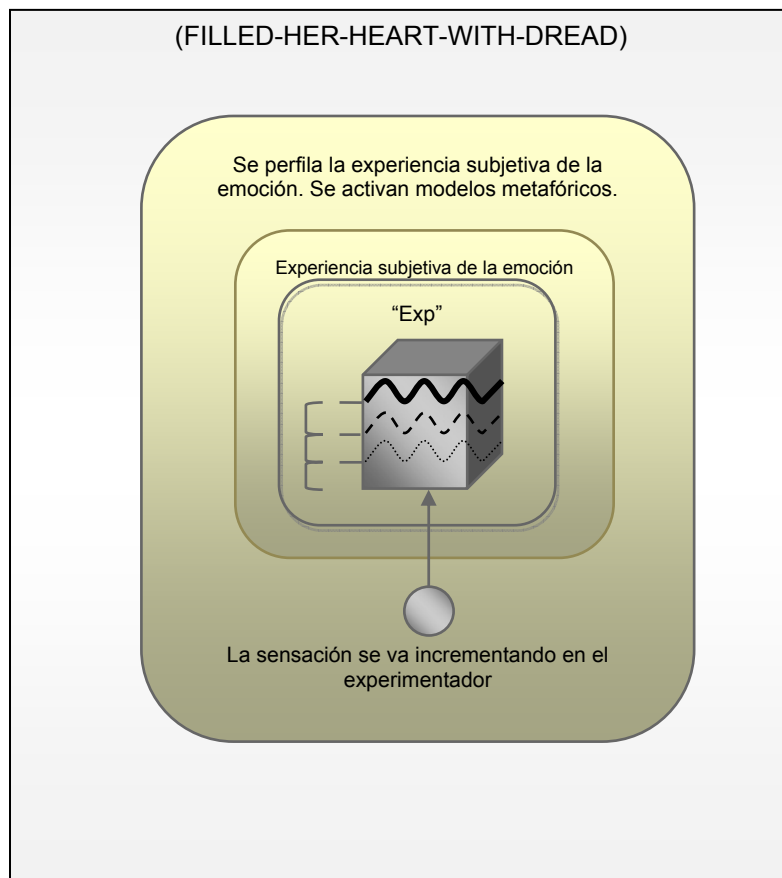 (FILLED-HER-HEART-WITH-DREAD)
Se perfila la experiencia subjetiva de la
emoción. Se activan modelos metafóricos.
Experiencia subjetiva de la emoción
“Exp”
La sensación se va incrementando en el
experimentador